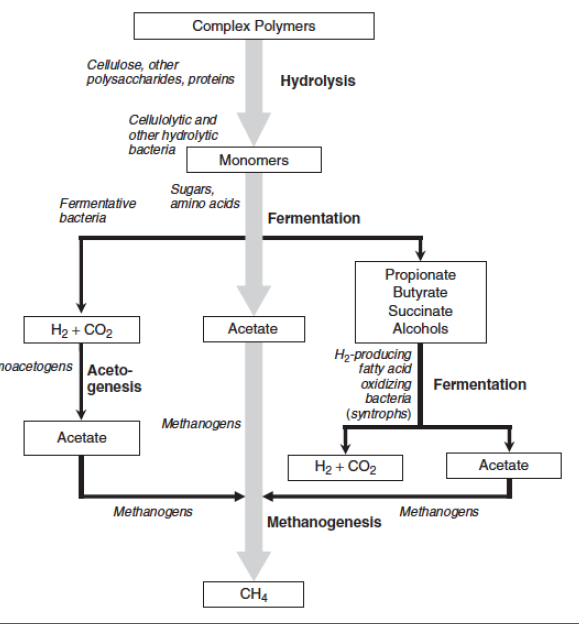 Complex Polymers
Cellulose, other
polysaccharides, proteins
Hydrolysis
Cellulolytic and
other hydrolytic
bacteria
Monomers
Sugars,
amino acids
Fermentative
bacteria
Fermentation
Propionate
Butyrate
Succinate
Alcohols
H₂ + CO₂
Acetate
H₂-producing
fatty acid
oxidizing
bacteria
(syntrophs)
Fermentation
moacetogens
Aceto-
genesis
Methanogens
Acetate
H₂ + CO₂
Acetate
Methanogens
Methanogens
Methanogenesis
CH₄